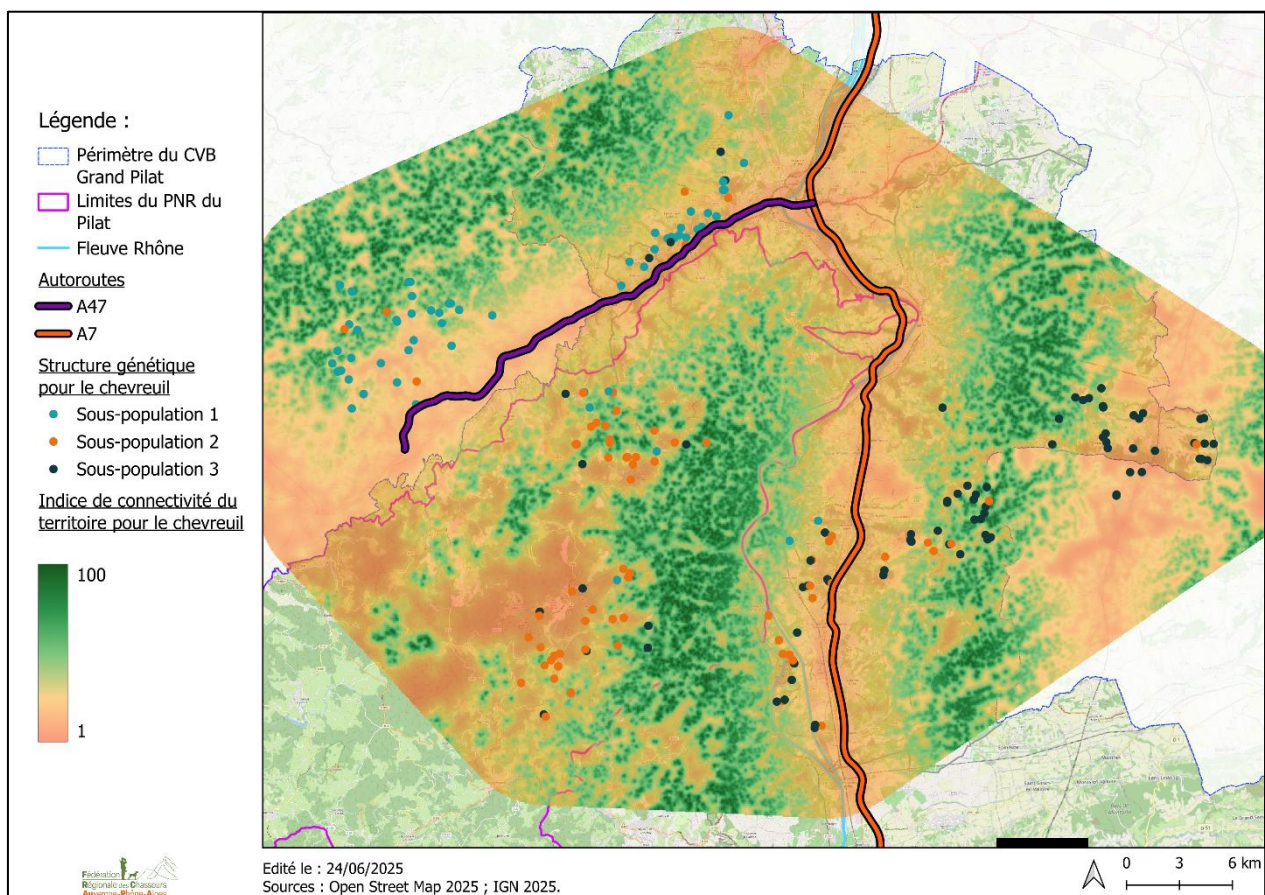 Légende :
Périmètre du CVB
Grand Pilat
Limites du PNR du
Pilat
Fleuve Rhône
Autoroutes
A47
A7
Structure génétique
pour le chevreuil
Sous-population 1
Sous-population 2
Sous-population 3
Indice de connectivité du
territoire pour le chevreuil
100
1
Fédération
Régionale des Chasseurs
Auvergne-Rhône-Alpes
Edité le : 24/06/2025
Sources : Open Street Map 2025 ; IGN 2025.
0 3 6 km